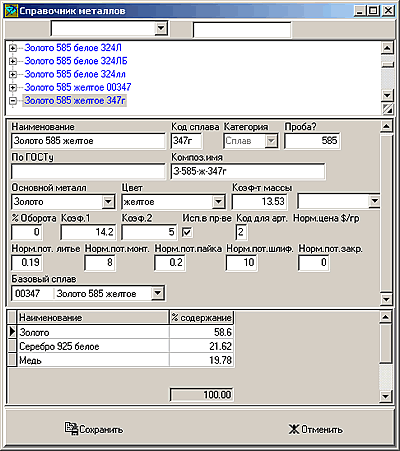 Справочник металлов
Золото 585 белое 324Л
Золото 585 белое 324ЛБ
Золото 585 белое 324лл
Золото 585 желтое 00347
Золото 585 желтое 347г
Наименование Код сплава Категория Проба?
Золото 585 желтое 347г Сплав 585
По ГОСТу Композ.имя
З-585-ж-347г
Основной металл Цвет Коэф-т массы
Золото желтое 13.53
% Оборота Коэф.1 Коэф.2 Исп.в пр-ве Код для арт. Норм.цена $/гр
0 14.2 5 2
Норм.пот. литье Норм.пот.монт. Норм.пот.пайка Норм.пот.шлиф. Норм.пот.закр.
0.19 8 0.2 10 0
Базовый сплав
00347 Золото 585 желтое
Наименование % содержание
Золото 58.6
Серебро 925 белое 21.62
Медь 19.78
100.00
Сохранить Отменить